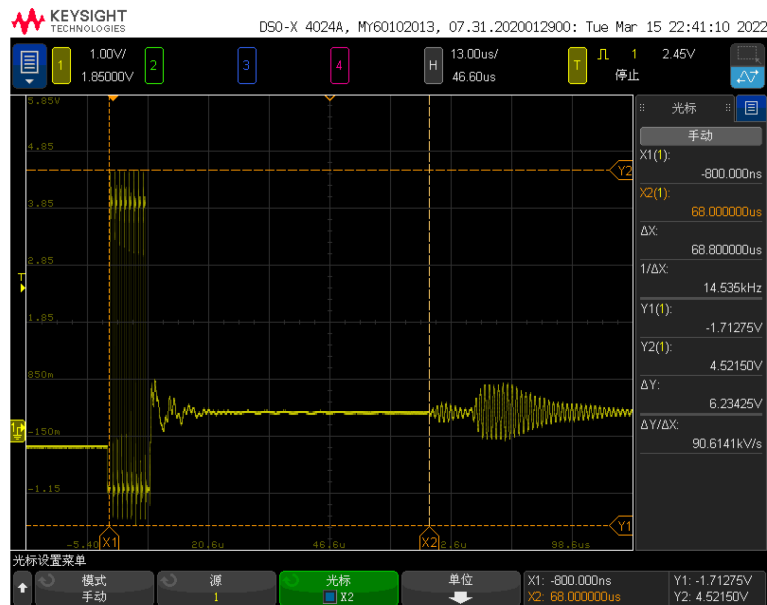 KEYSIGHT
TECHNOLOGIES
DSO-X 4024A, MY60102013, 07.31.2020012900: Tue Mar 15 22:41:10 2022
1 1.00V/ 1.85000V 2 3 4 H 13.00us/ 46.60us T 1 2.45V 停止
5.85V
4.85
3.85
2.85
1.85
850m
-150m
-1.15
Y2
T
1
Y1
X1 20.6u 46.6u X2 98.6us
光标
手动
X1(1):
-800.000ns
X2(1):
68.000000us
ΔX:
68.800000us
1/ΔX:
14.535kHz
Y1(1):
-1.71275V
Y2(1):
4.52150V
ΔY:
6.23425V
ΔY/ΔX:
90.6141kV/s
光标设置菜单
模式 手动
源 1
光标 X2
单位
X1: -800.000ns
X2: 68.000000us
Y1: -1.71275V
Y2: 4.52150V